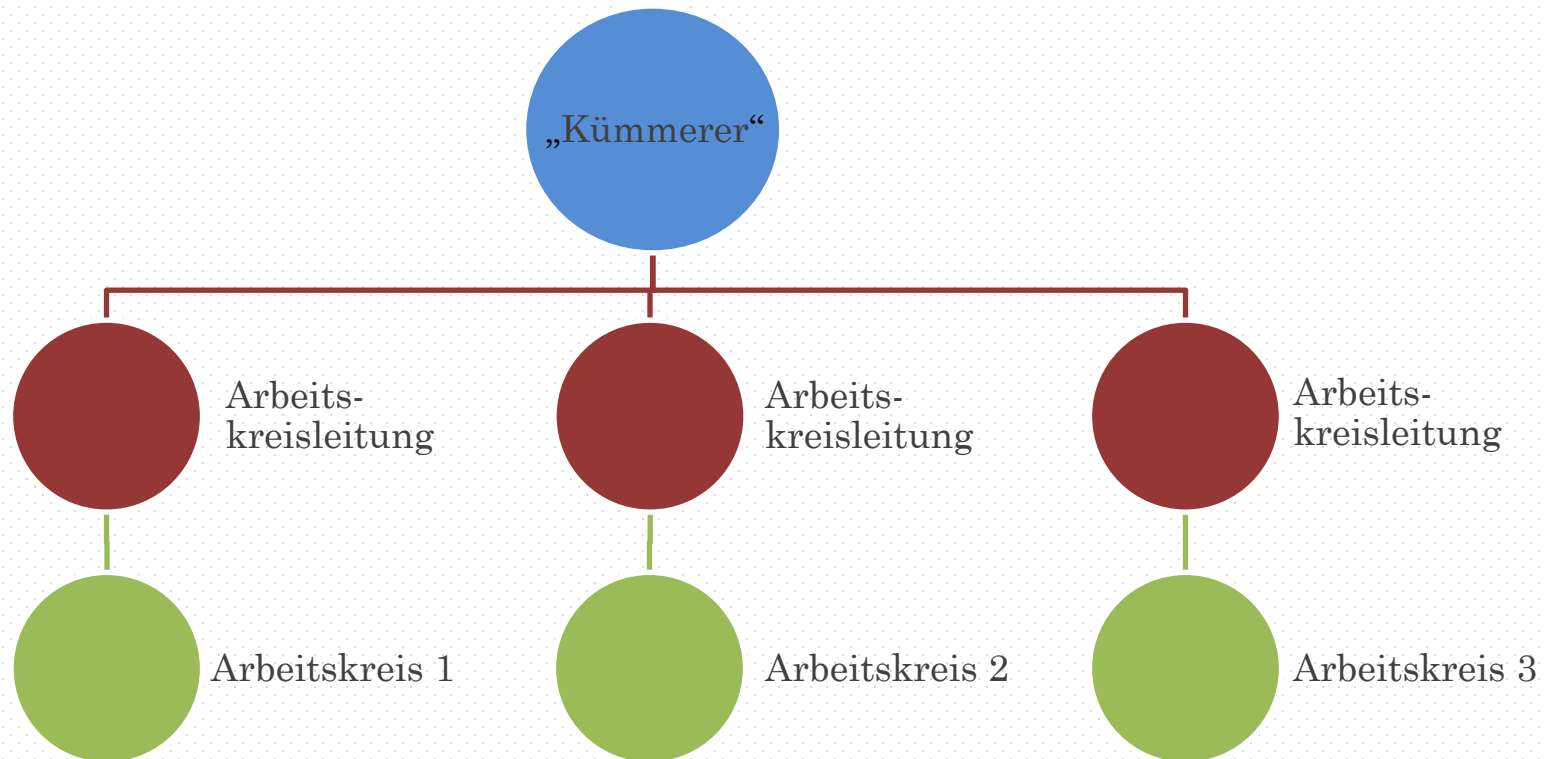 „Kümmerer“
Arbeits-
kreisleitung
Arbeits-
kreisleitung
Arbeits-
kreisleitung
Arbeitskreis 1
Arbeitskreis 2
Arbeitskreis 3